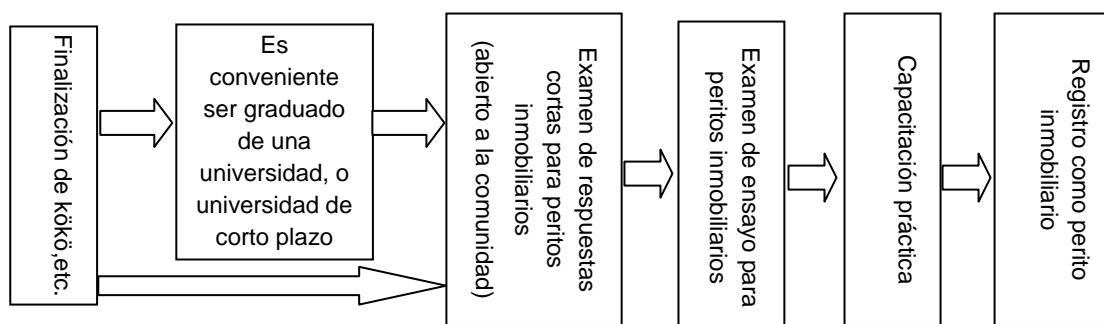 Finalización de kökö,etc.
Es
conveniente
ser graduado
de una
universidad, o
universidad de
corto plazo
Examen de respuestas
cortas para peritos
inmobiliarios
(abierto a la comunidad)
Examen de ensayo para
peritos inmobiliarios
Capacitación práctica
Registro como perito
inmobiliario